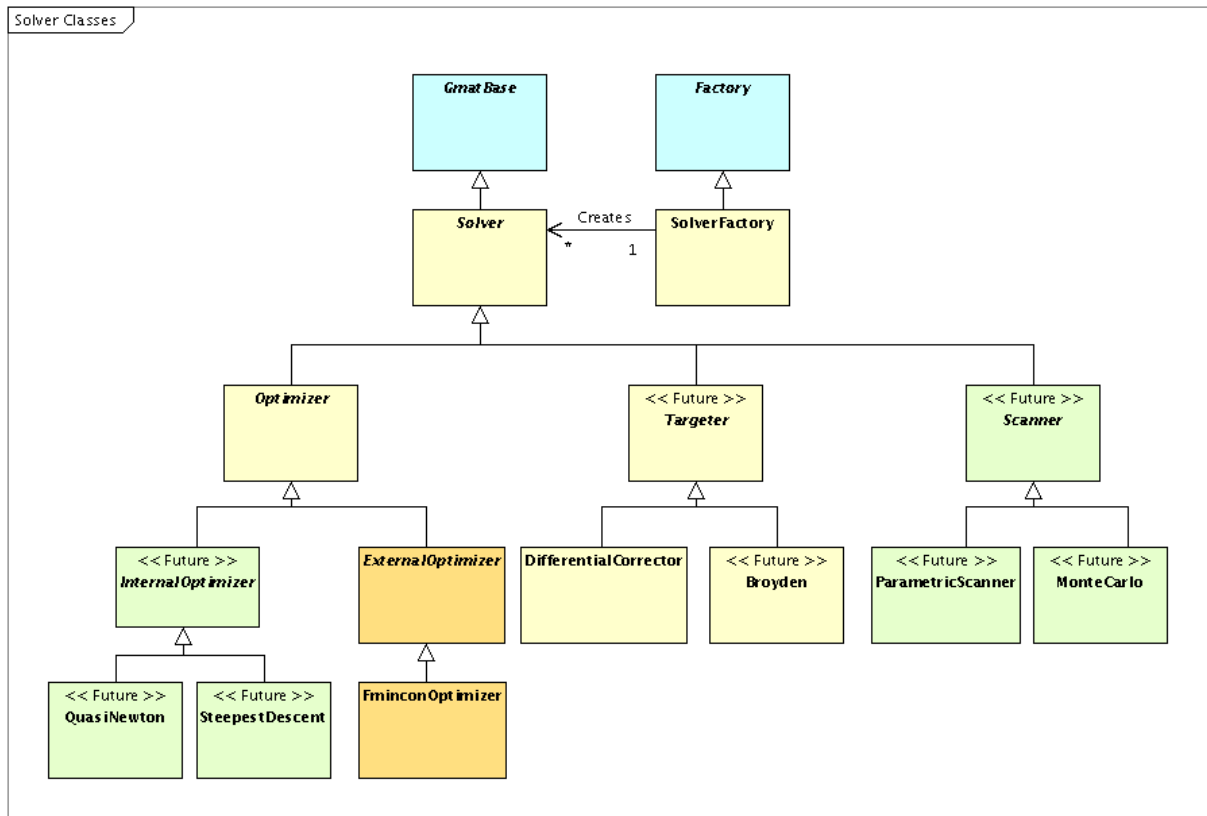 Solver Classes
GmatBase
Factory
Solver
Creates
*
1
SolverFactory
Optimizer
<< Future >>
Targeter
<< Future >>
Scanner
<< Future >>
InternalOptimizer
ExternalOptimizer
DifferentialCorrector
<< Future >>
Broyden
<< Future >>
ParametricScanner
<< Future >>
MonteCarlo
<< Future >>
QuasiNewton
<< Future >>
SteepestDescent
FminconOptimizer